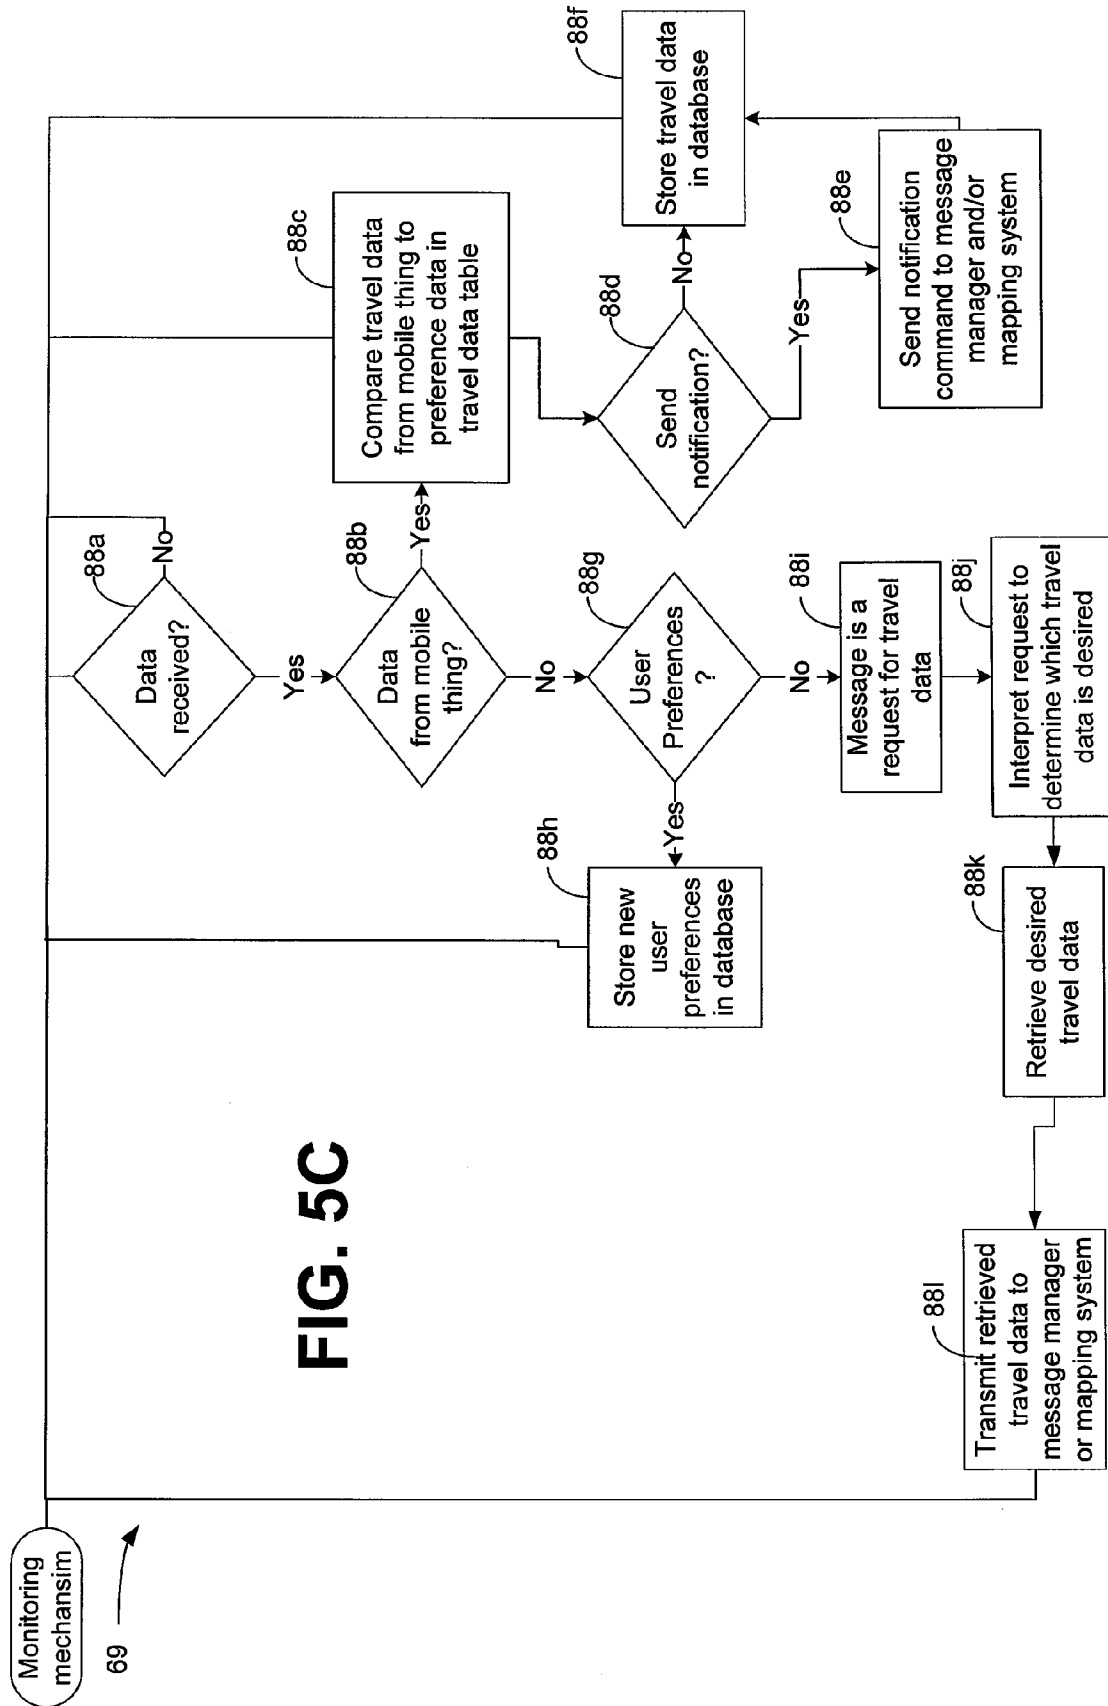 Monitoring
mechansim
69
FIG. 5C
88a
Data
received?
No
Yes
88b
Data
from mobile
thing?
Yes
No
88c
Compare travel data
from mobile thing to
preference data in
travel data table
88d
Send
notification?
No
Yes
88e
Send notification
command to message
manager and/or
mapping system
88f
Store travel data
in database
88g
User
Preferences
?
Yes
No
88h
Store new
user
preferences
in database
88i
Message is a
request for travel
data
88j
Interpret request to
determine which travel
data is desired
88k
Retrieve desired
travel data
88l
Transmit retrieved
travel data to
message manager
or mapping system